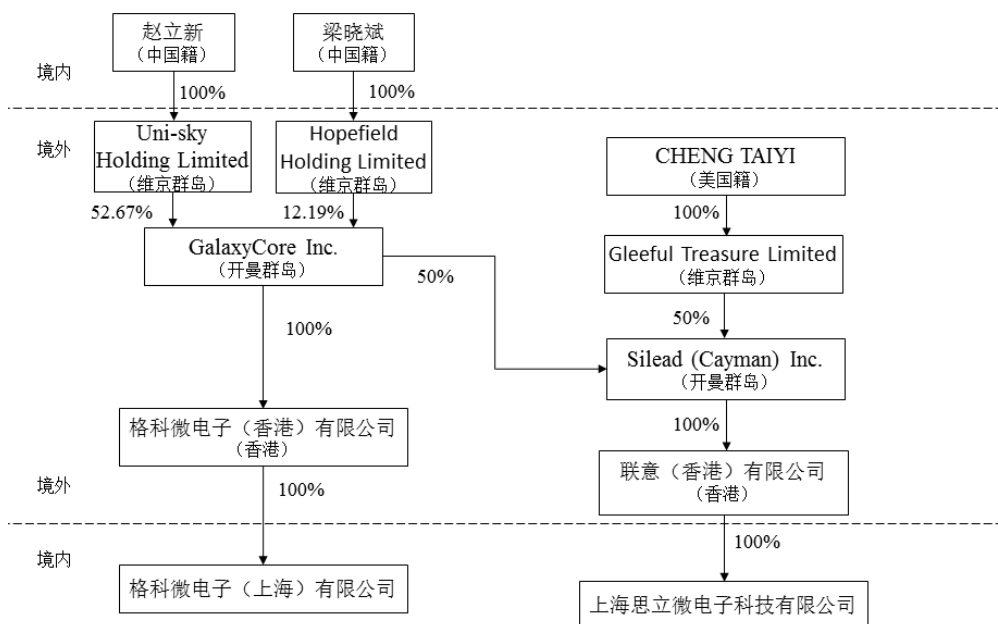 赵立新
（中国籍）
梁晓斌
（中国籍）
境内
100%
100%
境外
Uni-sky
Holding Limited
（维京群岛）
Hopefield
Holding Limited
（维京群岛）
CHENG TAIYI
（美国籍）
52.67%
12.19%
100%
GalaxyCore Inc.
（开曼群岛）
Gleeful Treasure Limited
（维京群岛）
50%
50%
100%
Silead (Cayman) Inc.
（开曼群岛）
格科微电子（香港）有限公司
（香港）
100%
联意（香港）有限公司
（香港）
境外
100%
境内
100%
格科微电子（上海）有限公司
上海思立微电子科技有限公司